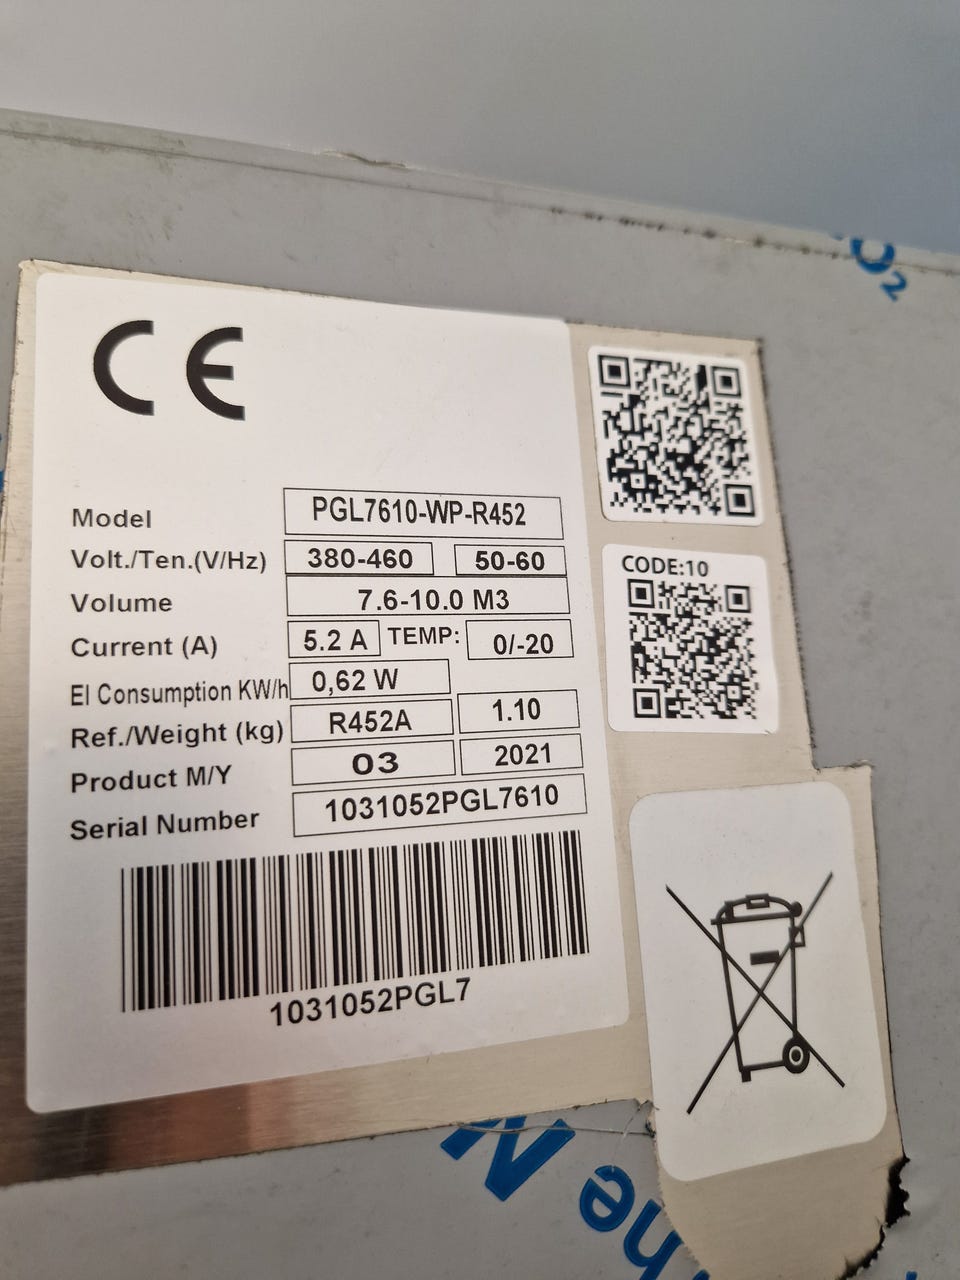 O2
CE
Model PGL7610-WP-R452
Volt./Ten.(V/Hz) 380-460 50-60
Volume 7.6-10.0 M3
Current (A) 5.2 A TEMP: 0/-20
El Consumption KW/h 0,62 W
Ref./Weight (kg) R452A 1.10
Product M/Y 03 2021
Serial Number 1031052PGL7610
1031052PGL7
CODE:10